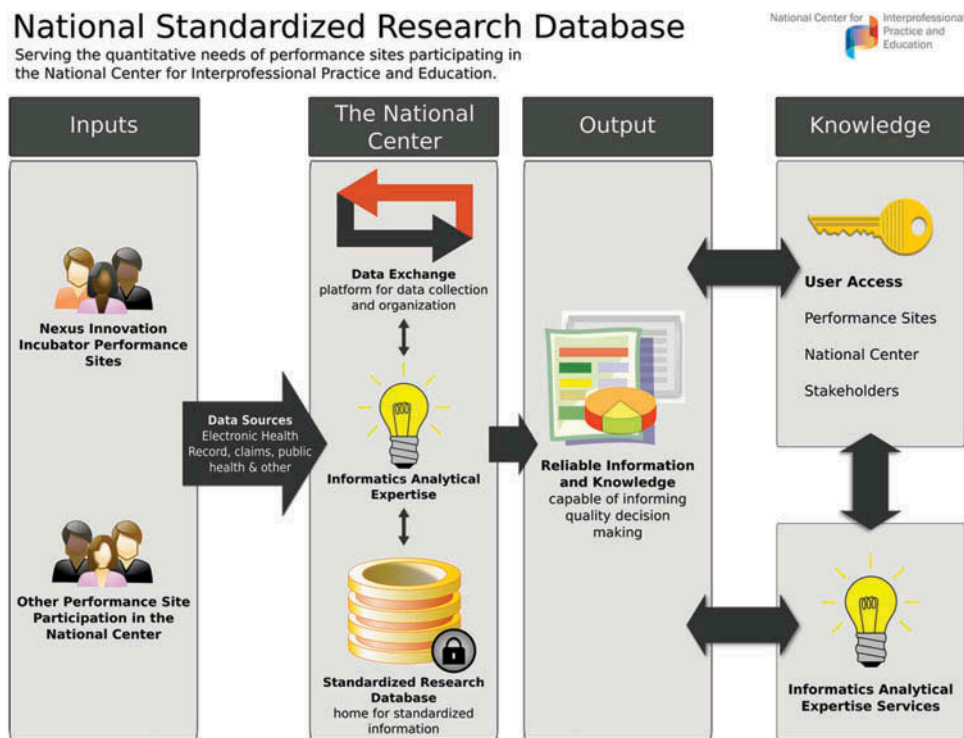 National Standardized Research Database
Serving the quantitative needs of performance sites participating in
the National Center for Interprofessional Practice and Education.
National Center for
Interprofessional
Practice and
Education
Inputs
Nexus Innovation
Incubator Performance
Sites
Other Performance Site
Participation in the
National Center
Data Sources
Electronic Health
Record, claims, public
health & other
The National
Center
Data Exchange
platform for data collection
and organization
Informatics Analytical
Expertise
Standardized Research
Database
home for standardized
information
Output
Reliable Information
and Knowledge
capable of informing
quality decision
making
Knowledge
User Access
Performance Sites
National Center
Stakeholders
Informatics Analytical
Expertise Services